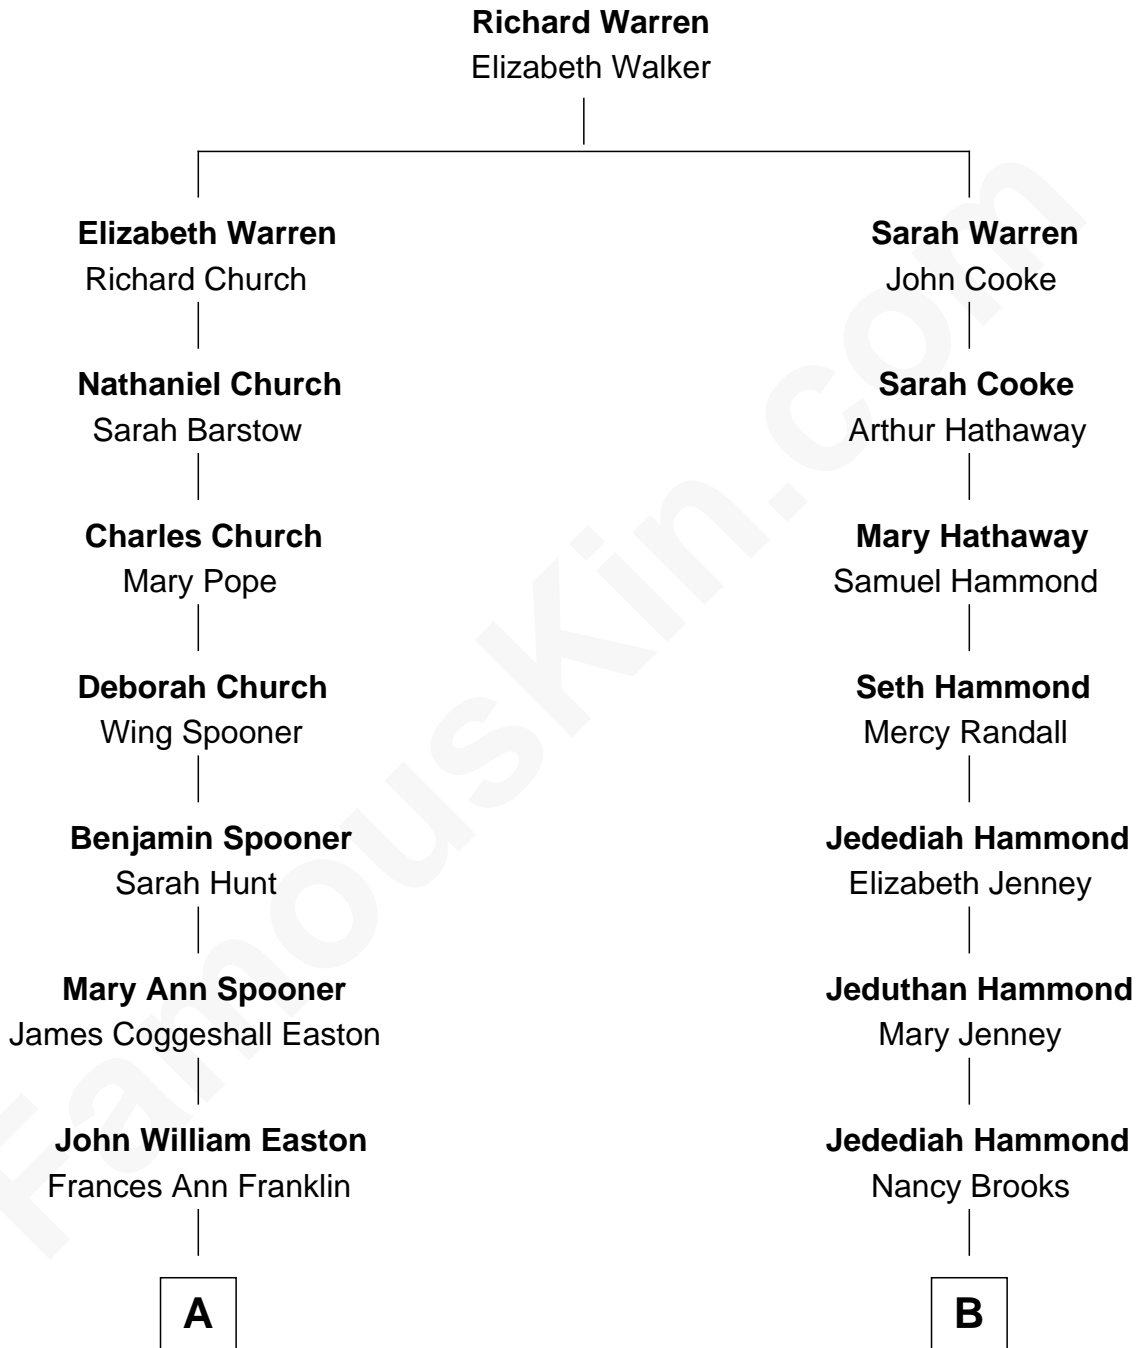 Richard Warren
Elizabeth Walker
Elizabeth Warren
Richard Church
Sarah Warren
John Cooke
Nathaniel Church
Sarah Barstow
Sarah Cooke
Arthur Hathaway
Charles Church
Mary Pope
Mary Hathaway
Samuel Hammond
Deborah Church
Wing Spooner
Seth Hammond
Mercy Randall
Benjamin Spooner
Sarah Hunt
Jedediah Hammond
Elizabeth Jenney
Mary Ann Spooner
James Coggeshall Easton
Jeduthan Hammond
Mary Jenney
John William Easton
Frances Ann Franklin
Jedediah Hammond
Nancy Brooks
A
B
FamousKin.com